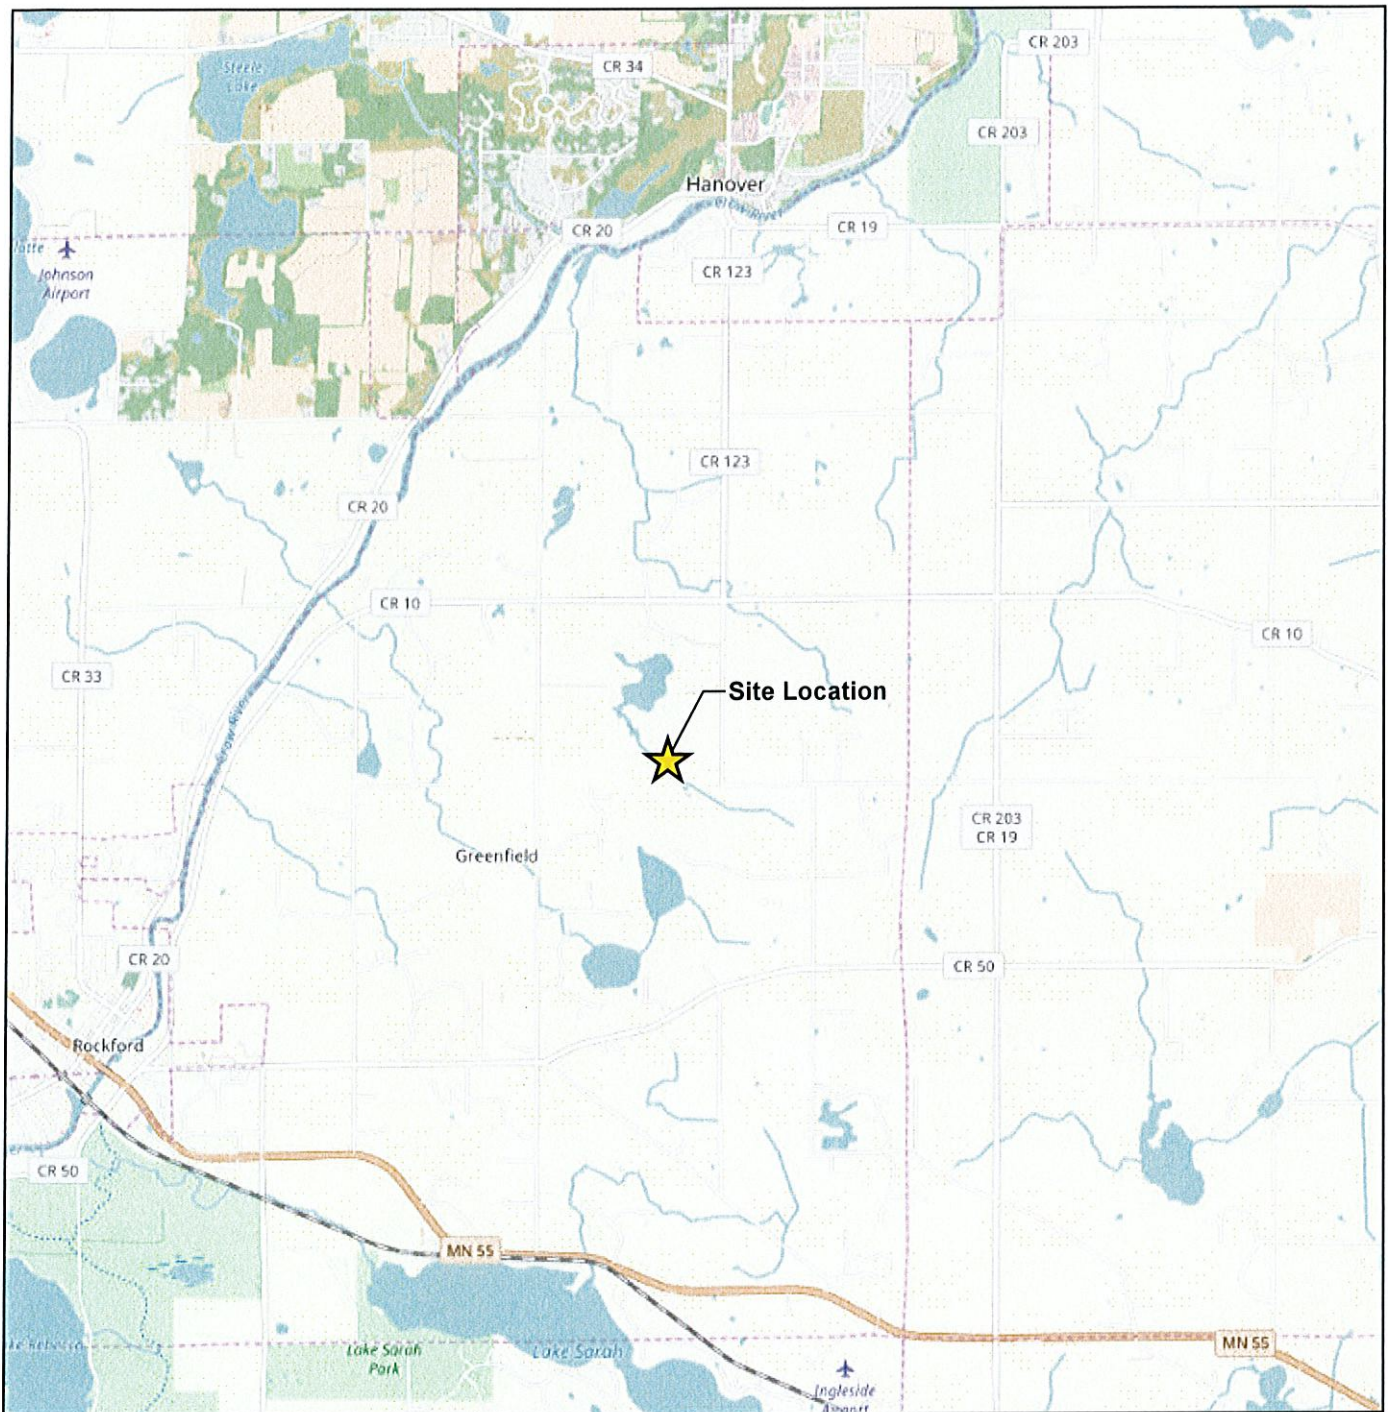 CR 203
CR 34
Steele
Lake
CR 203
Hanover
Crow River
CR 20
CR 19
Johnson
Airport
CR 123
CR 123
CR 20
CR 10
CR 10
CR 33
Site Location
Crow River
CR 203
CR 19
Greenfield
CR 20
CR 50
Rockford
CR 50
MN 55
Lake Sarah
Park
Lake Sarah
MN 55
Ingleside
Airport